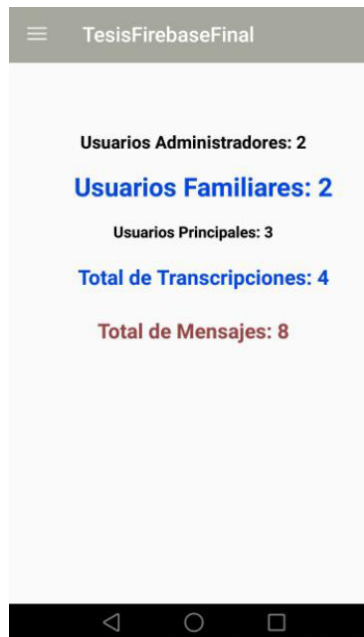 TesisFirebaseFinal
Usuarios Administradores: 2
Usuarios Familiares: 2
Usuarios Principales: 3
Total de Transcripciones: 4
Total de Mensajes: 8